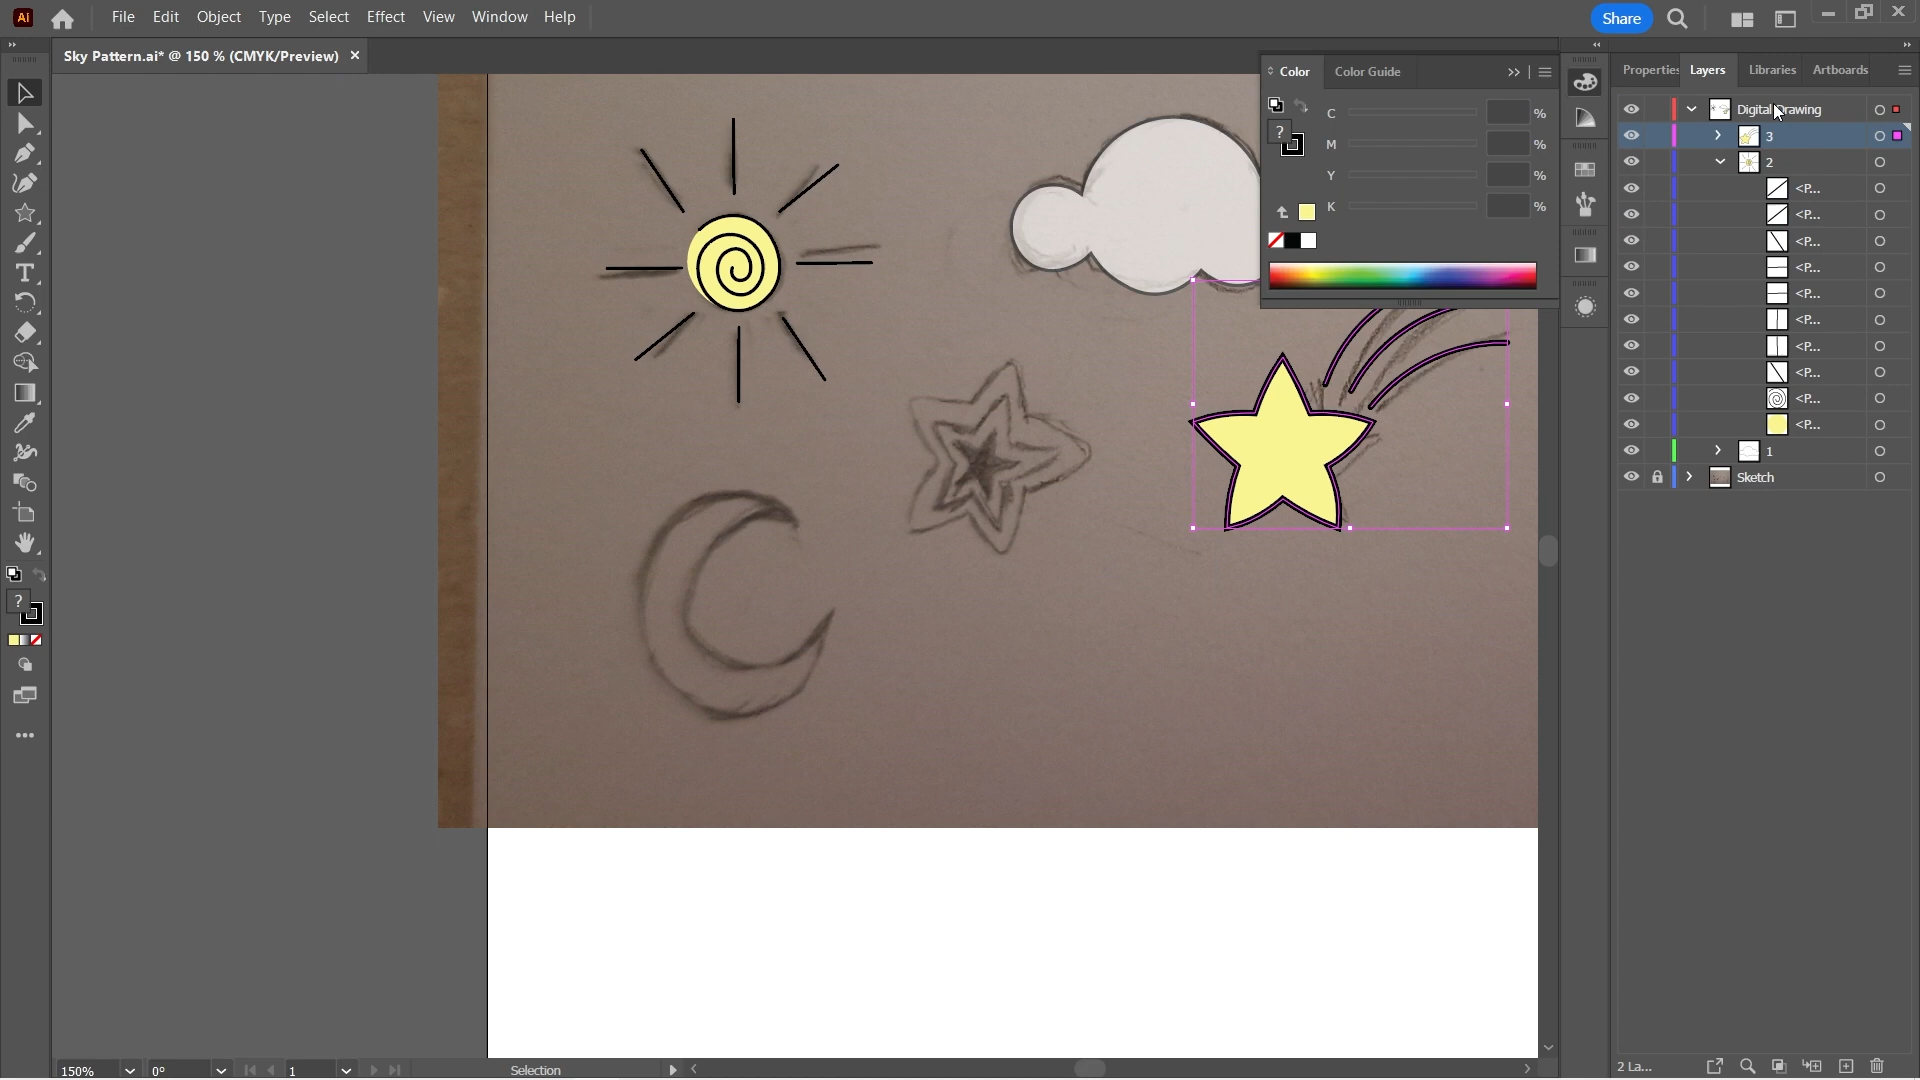 Ai File Edit Object Type Select Effect View Window Help Share
Sky Pattern.ai* @ 150 % (CMYK/Preview) ×
Color Color Guide
C %
M %
Y %
K %
?
Properties Layers Libraries Artboards
Digital Drawing
3
2
<P...
<P...
<P...
<P...
<P...
<P...
<P...
<P...
<P...
<P...
1
Sketch
T
?
150% 0° 1 Selection
2 La...